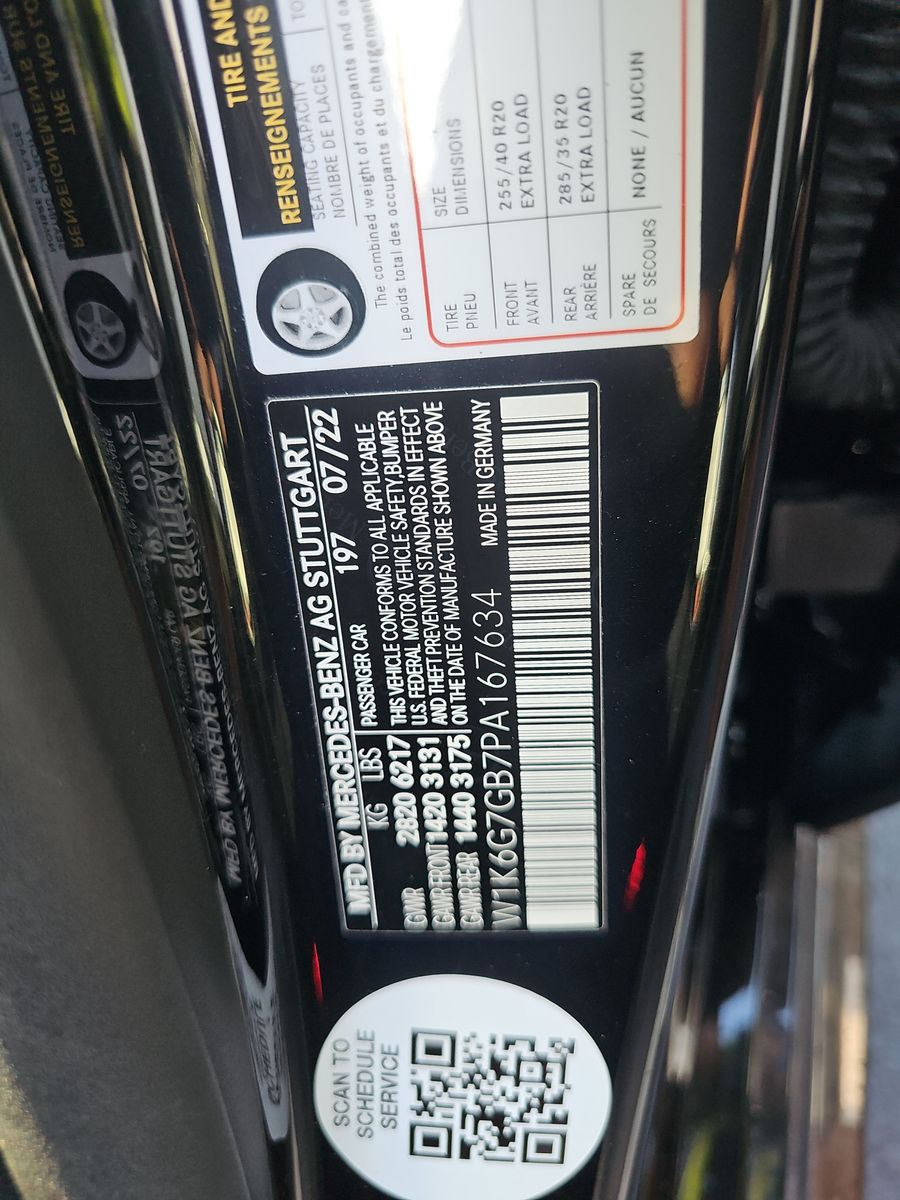 TIRE AND
RENSEIGNEMENTS
SEATING CAPACITY
NOMBRE DE PLACES
The combined weight of occupants and
Le poids total des occupants et du chargement
TIRE
PNEU
SIZE
DIMENSIONS
FRONT
AVANT
255/40 R20
EXTRA LOAD
REAR
ARRIÈRE
285/35 R20
EXTRA LOAD
SPARE
DE SECOURS
NONE / AUCUN
MFD BY MERCEDES-BENZ AG STUTTGART
KG LBS 197 07/22
GVWR 2820 6217
GAWR FRONT 1420 3131
GAWR REAR 1440 3175
PASSENGER CAR
THIS VEHICLE CONFORMS TO ALL APPLICABLE
U.S. FEDERAL MOTOR VEHICLE SAFETY,BUMPER
AND THEFT PREVENTION STANDARDS IN EFFECT
ON THE DATE OF MANUFACTURE SHOWN ABOVE
MADE IN GERMANY
W1K6G7GB7PA167634
SCAN TO
SCHEDULE
SERVICE